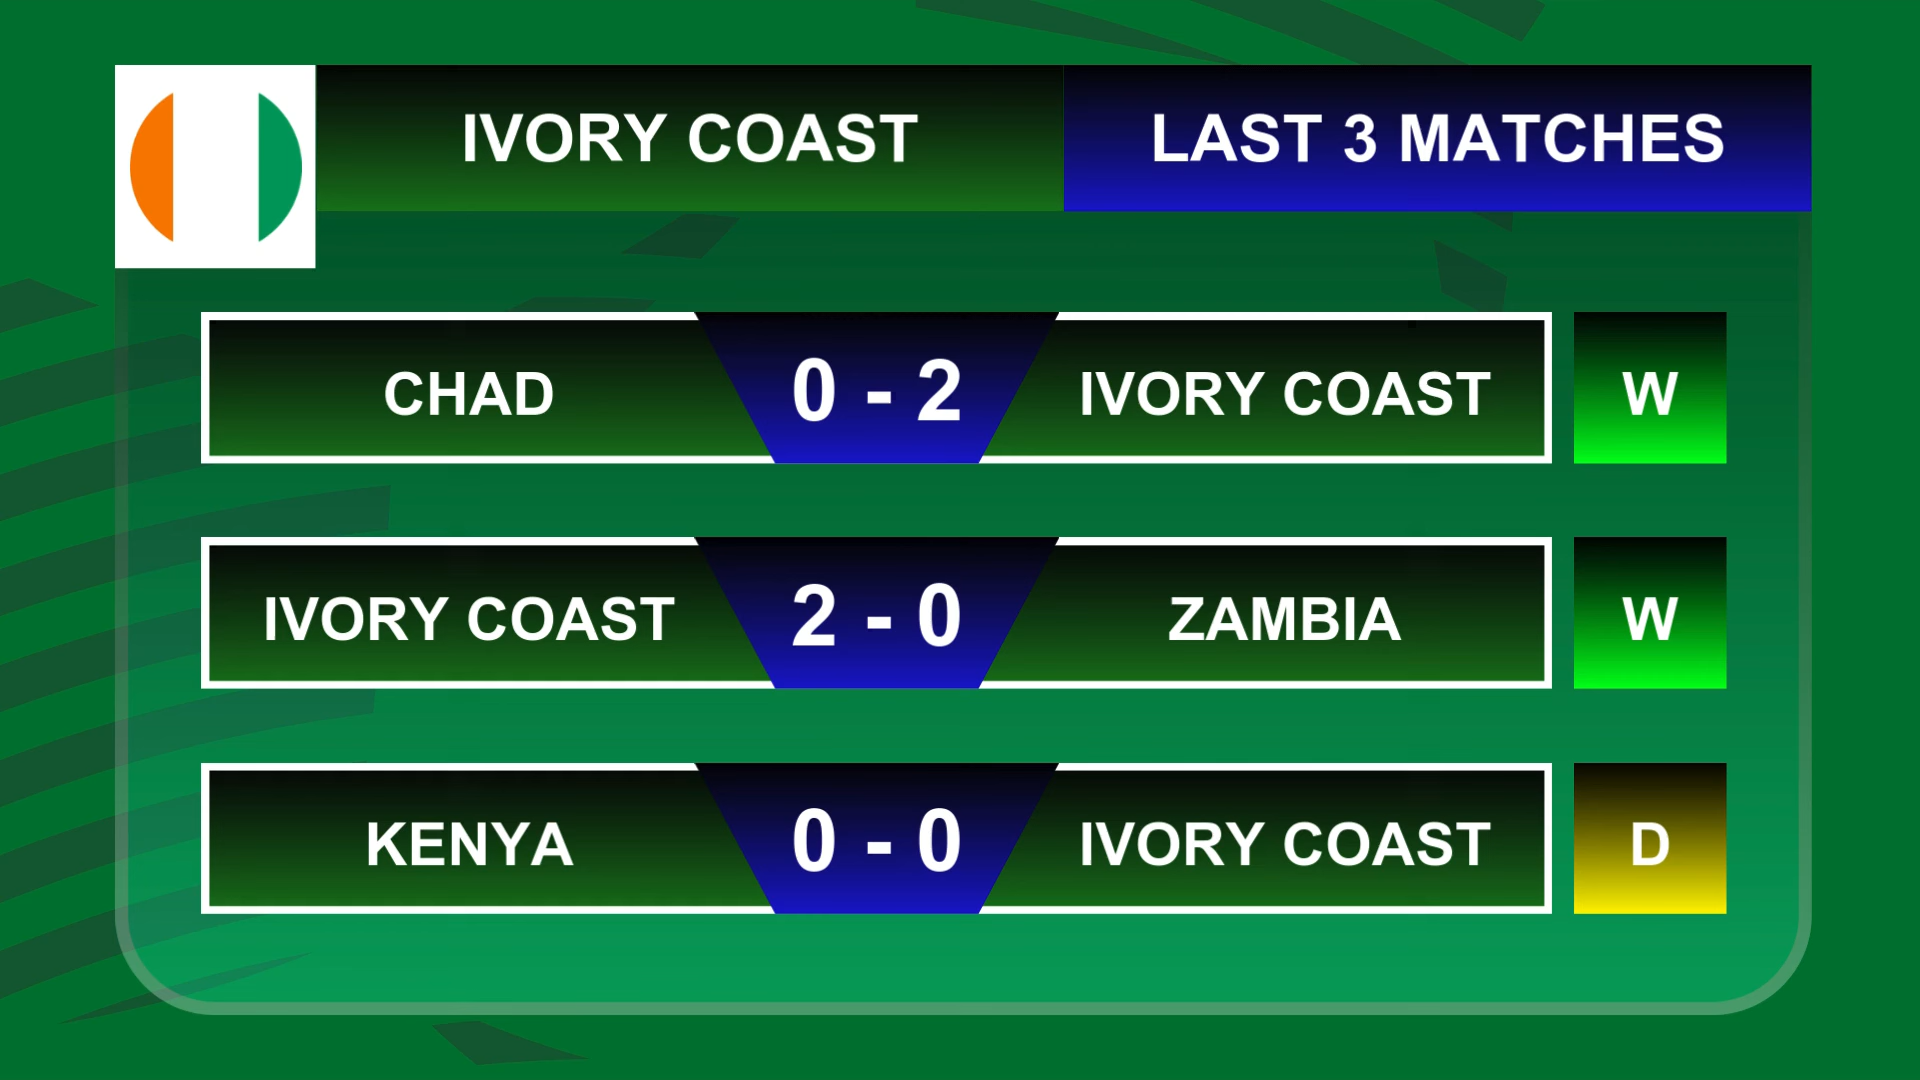 IVORY COAST LAST 3 MATCHES
CHAD 0 - 2 IVORY COAST W
IVORY COAST 2 - 0 ZAMBIA W
KENYA 0 - 0 IVORY COAST D